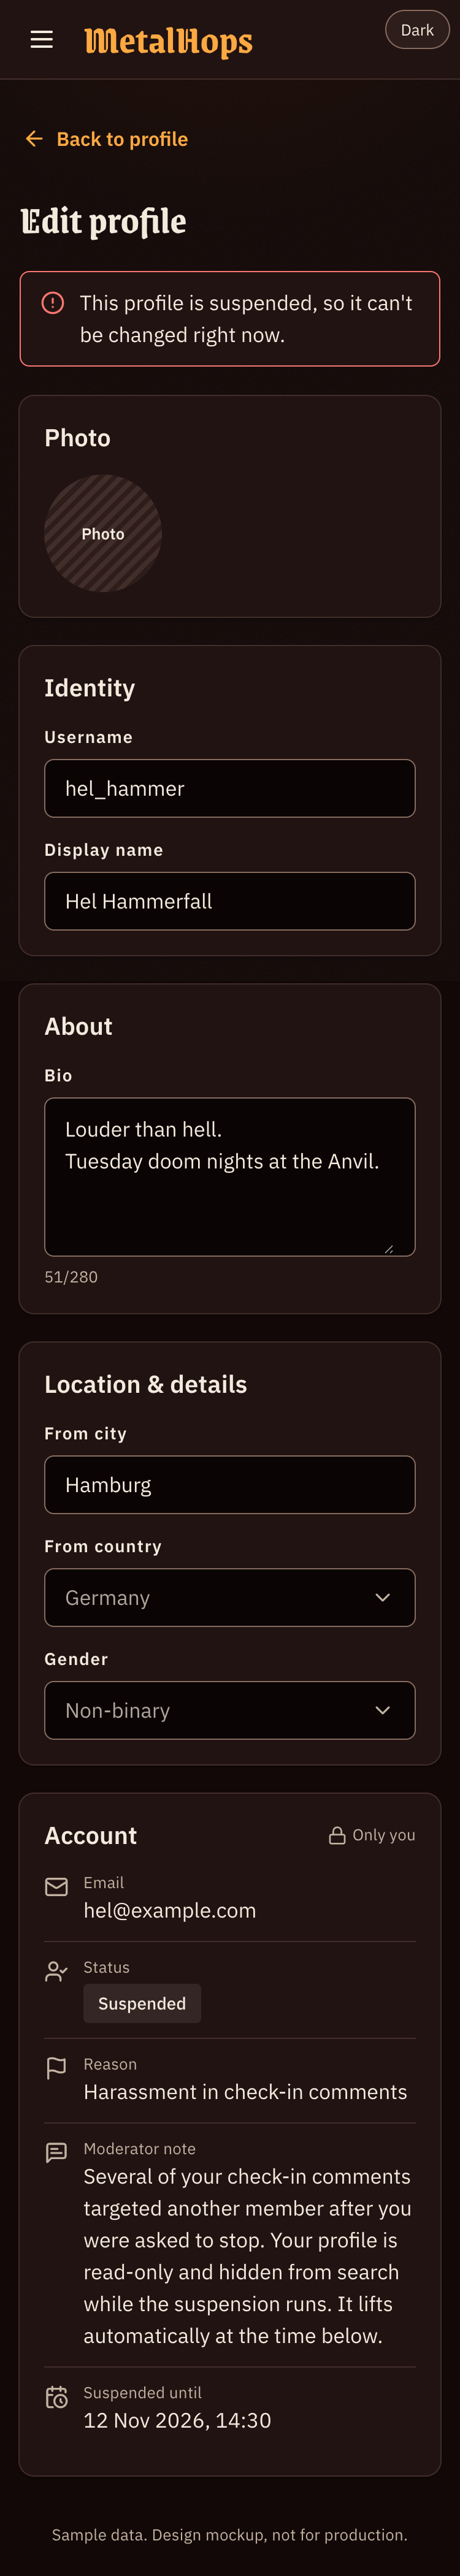 MetalHops
Dark
Back to profile
Edit profile
This profile is suspended, so it can't
be changed right now.
Photo
Photo
Identity
Username
hel_hammer
Display name
Hel Hammerfall
About
Bio
Louder than hell.
Tuesday doom nights at the Anvil.
51/280
Location & details
From city
Hamburg
From country
Germany
Gender
Non-binary
Account
Only you
Email
hel@example.com
Status
Suspended
Reason
Harassment in check-in comments
Moderator note
Several of your check-in comments
targeted another member after you
were asked to stop. Your profile is
read-only and hidden from search
while the suspension runs. It lifts
automatically at the time below.
Suspended until
12 Nov 2026, 14:30
Sample data. Design mockup, not for production.